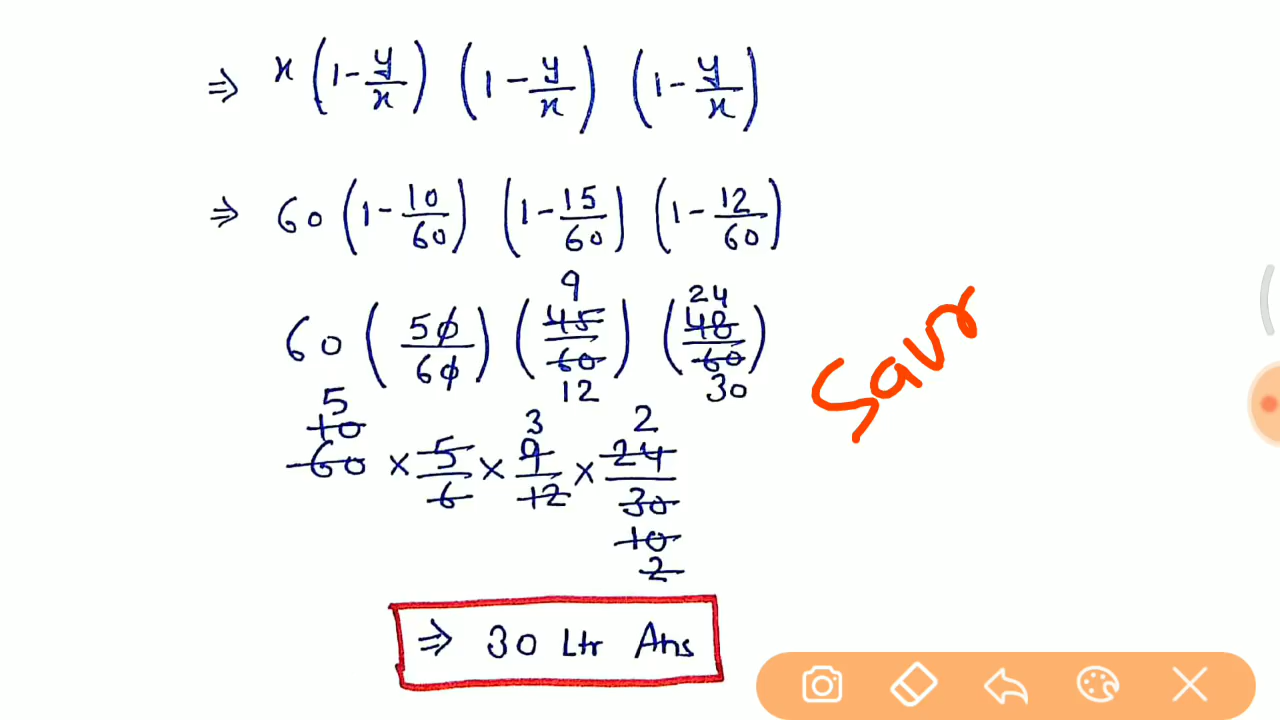 ⇒ x(1-y/x) (1-y/x) (1-y/x)
⇒ 60(1-10/60) (1-15/60) (1-12/60)
9 24
60 (50/60) (45/60) (48/60)
12 30
5
10 3 2
60 × 5/6 × 9/12 × 24/30
10
2
⇒ 30 Ltr Ans
Savr